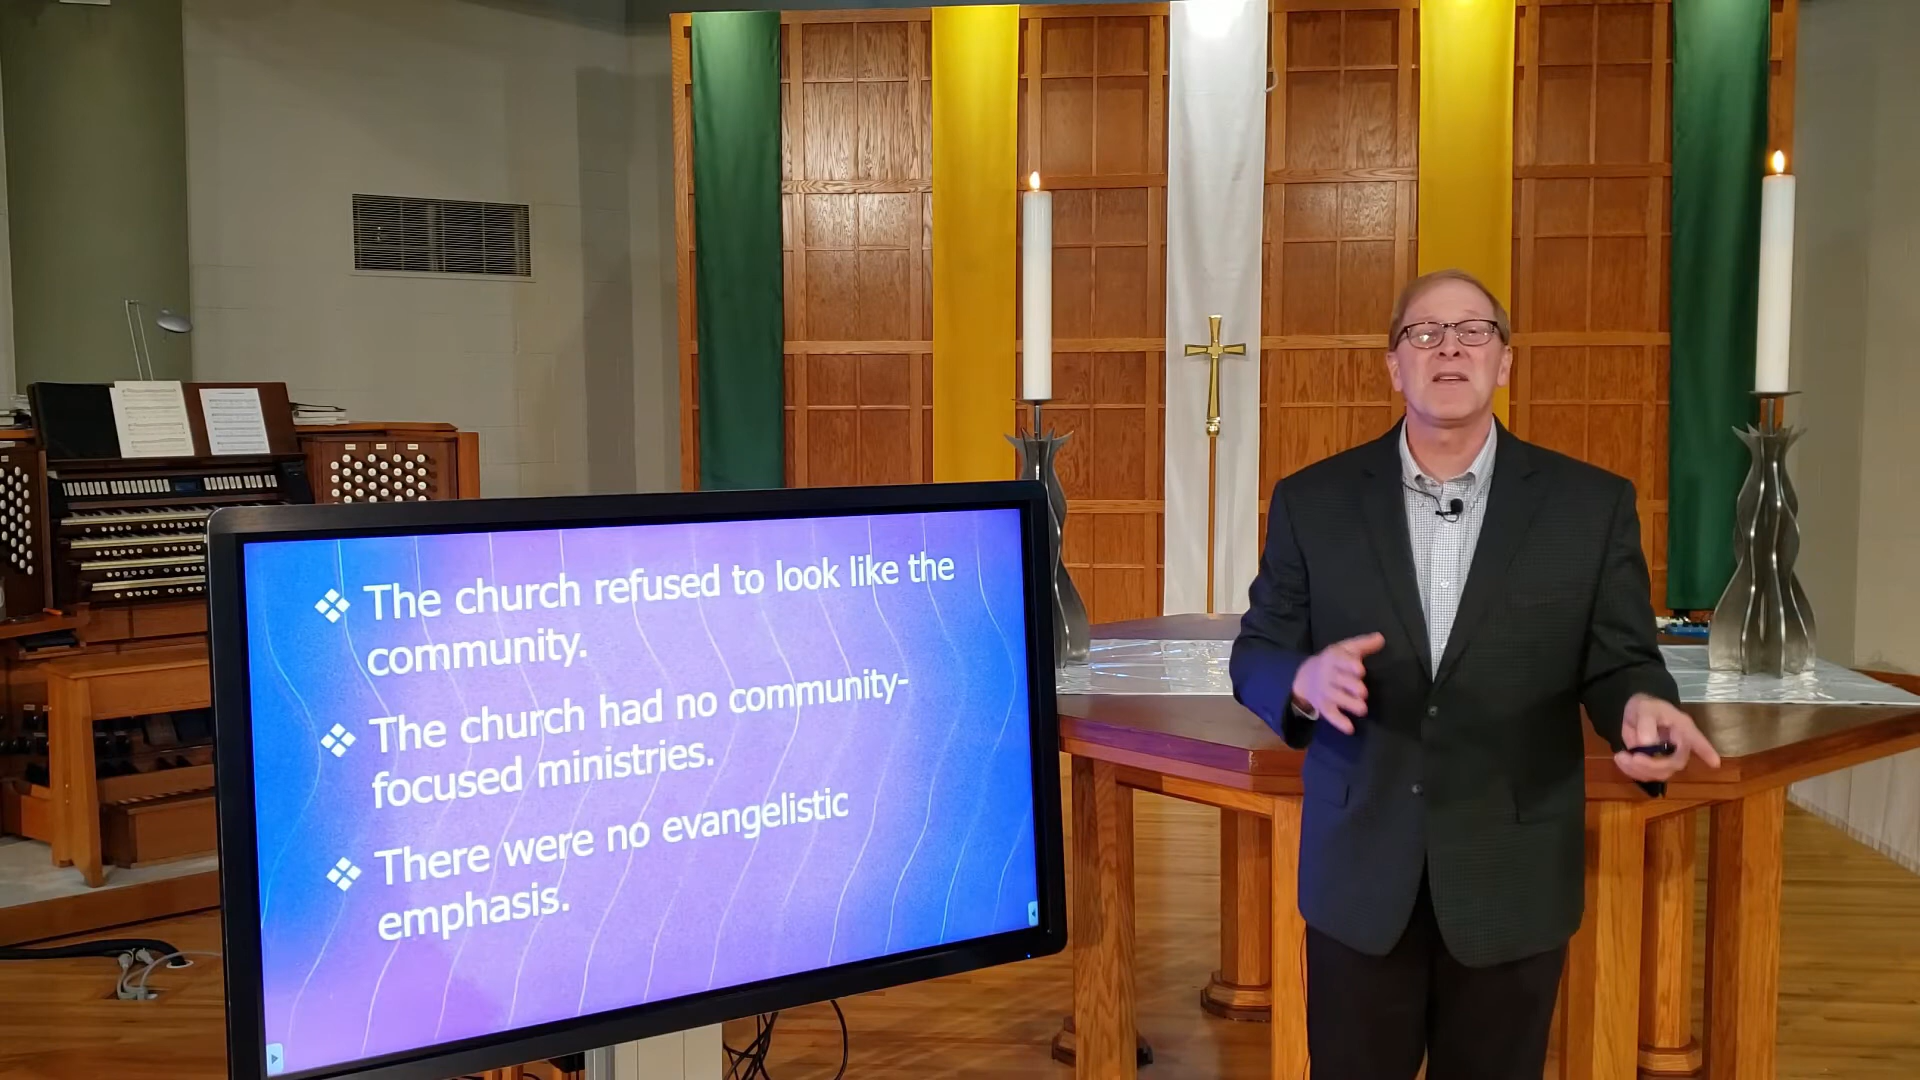 ❖ The church refused to look like the
community.
❖ The church had no community-
focused ministries.
❖ There were no evangelistic
emphasis.